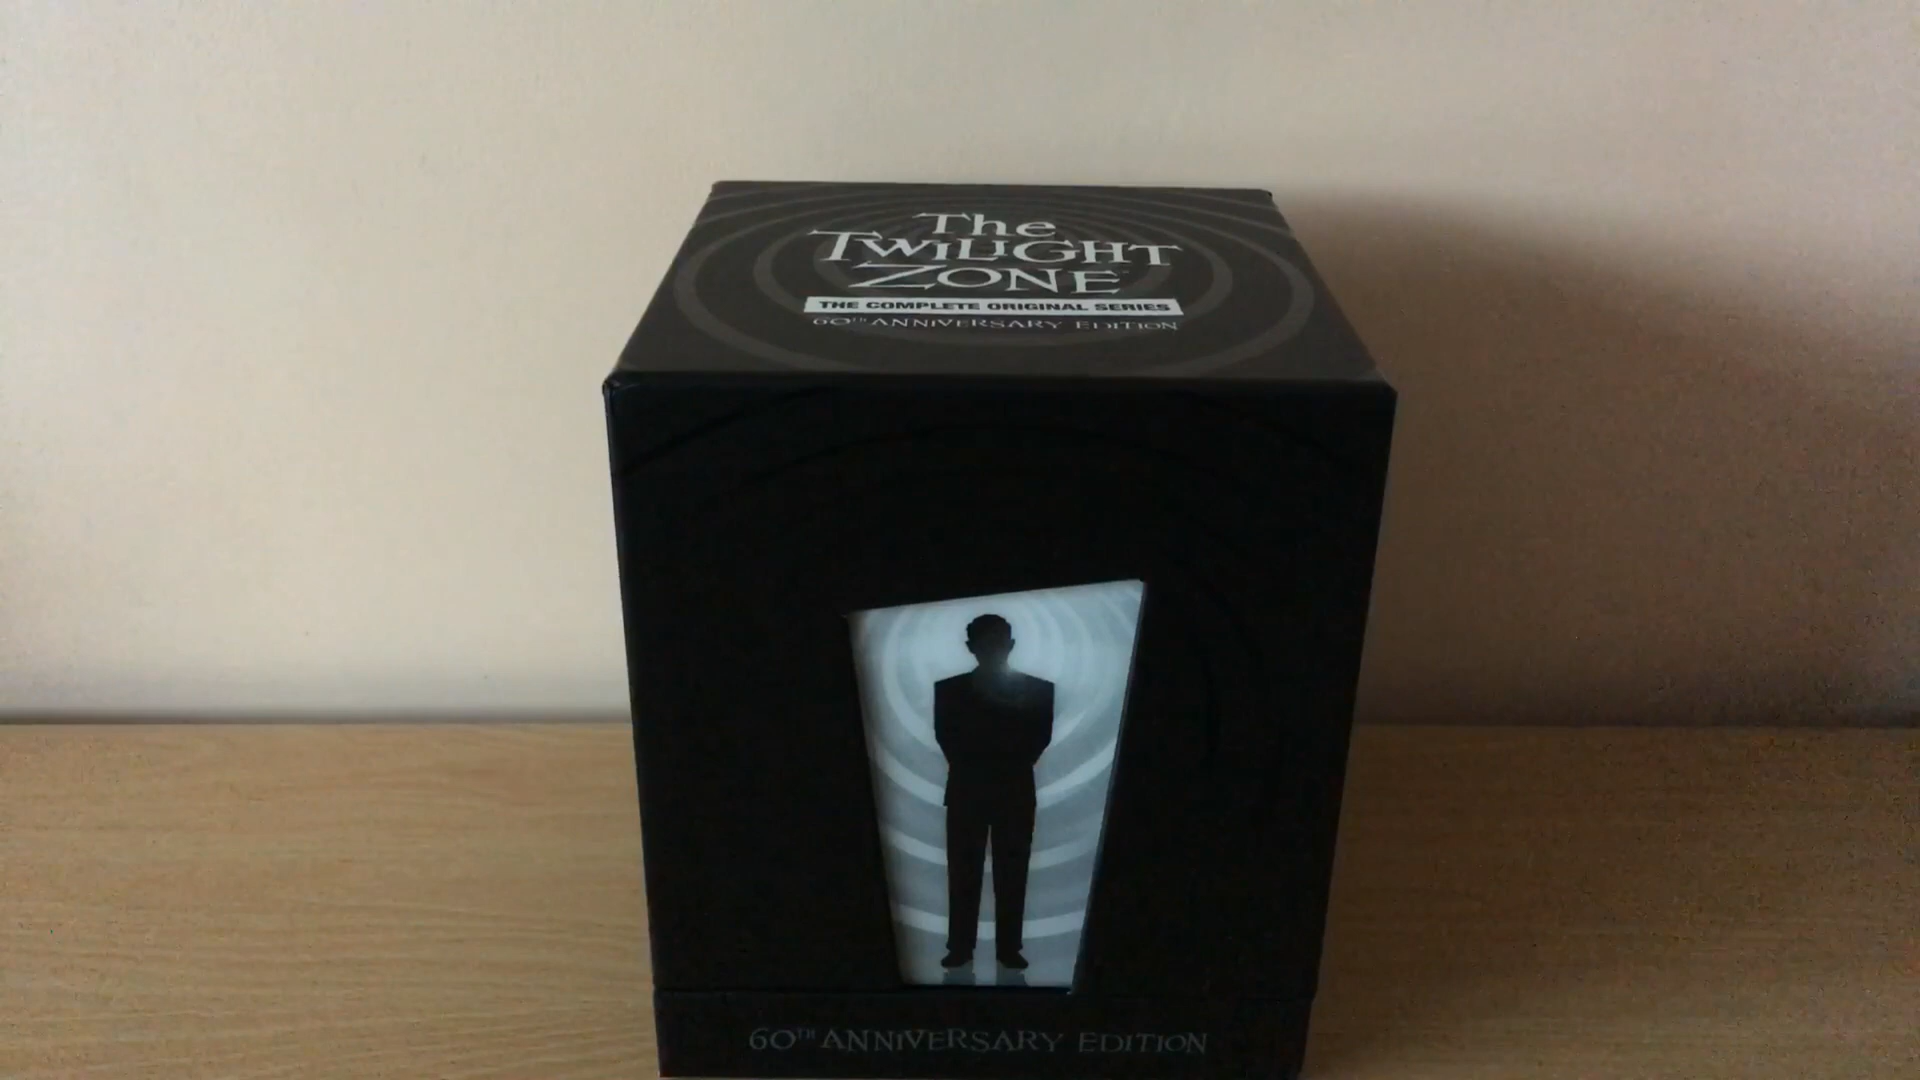 The
TWILIGHT
ZONE
THE COMPLETE ORIGINAL SERIES
60TH ANNIVERSARY EDITION
60TH ANNIVERSARY EDITION